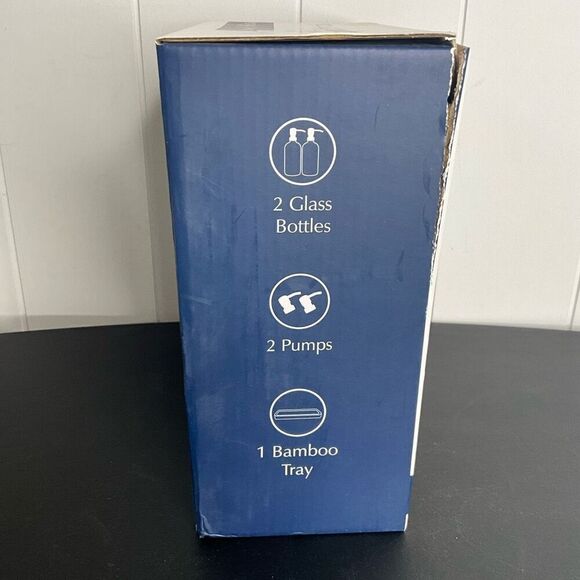 2 Glass
Bottles
2 Pumps
1 Bamboo
Tray